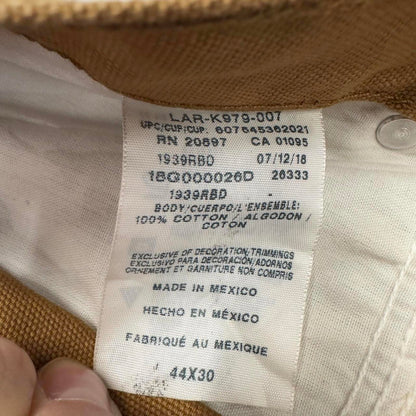 LAR-K979-007
UPC/CUP/CUP: 607645362021
RN 20697 CA 01095
1939RBD 07/12/18
18G000026D 26333
1939RBD -
BODY/CUERPO/L'ENSEMBLE:
100% COTTON / ALGODON /
COTON
EXCLUSIVE OF DECORATION/TRIMMINGS
EXCLUSIVO PARA DECORACIÓN/ADORNOS
ORNEMENT ET GARNITURE NON COMPRIS
MADE IN MEXICO
HECHO EN MÉXICO
FABRIQUÉ AU MEXIQUE
44X30